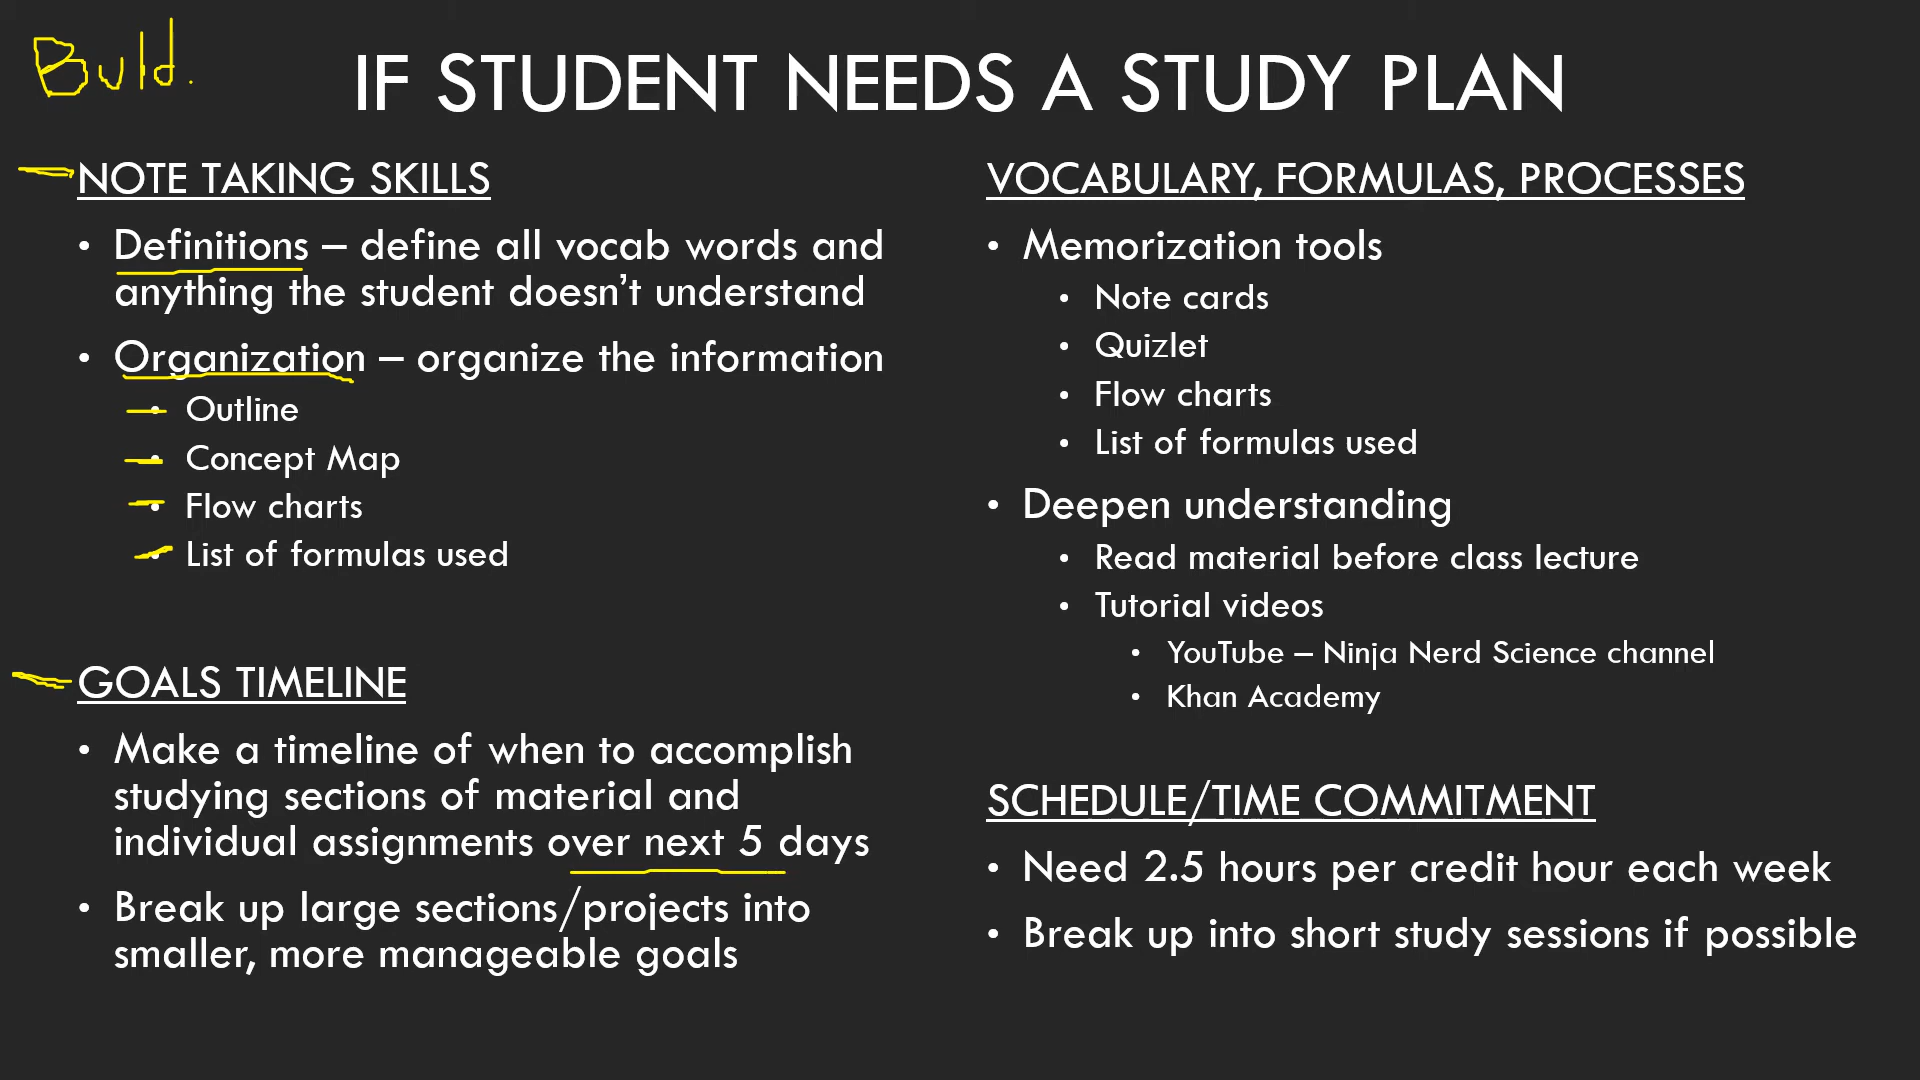 Buld.
IF STUDENT NEEDS A STUDY PLAN
NOTE TAKING SKILLS
• Definitions – define all vocab words and
anything the student doesn't understand
• Organization – organize the information
• Outline
• Concept Map
• Flow charts
• List of formulas used
GOALS TIMELINE
• Make a timeline of when to accomplish
studying sections of material and
individual assignments over next 5 days
• Break up large sections/projects into
smaller, more manageable goals
VOCABULARY, FORMULAS, PROCESSES
• Memorization tools
• Note cards
• Quizlet
• Flow charts
• List of formulas used
• Deepen understanding
• Read material before class lecture
• Tutorial videos
• YouTube – Ninja Nerd Science channel
• Khan Academy
SCHEDULE/TIME COMMITMENT
• Need 2.5 hours per credit hour each week
• Break up into short study sessions if possible